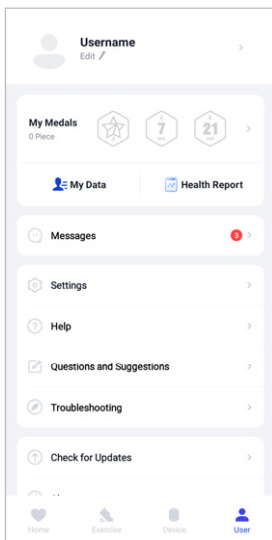 Username
Edit
My Medals
0 Piece
7
21
My Data
Health Report
Messages
3
Settings
Help
Questions and Suggestions
Troubleshooting
Check for Updates
Home
Exercise
Device
User